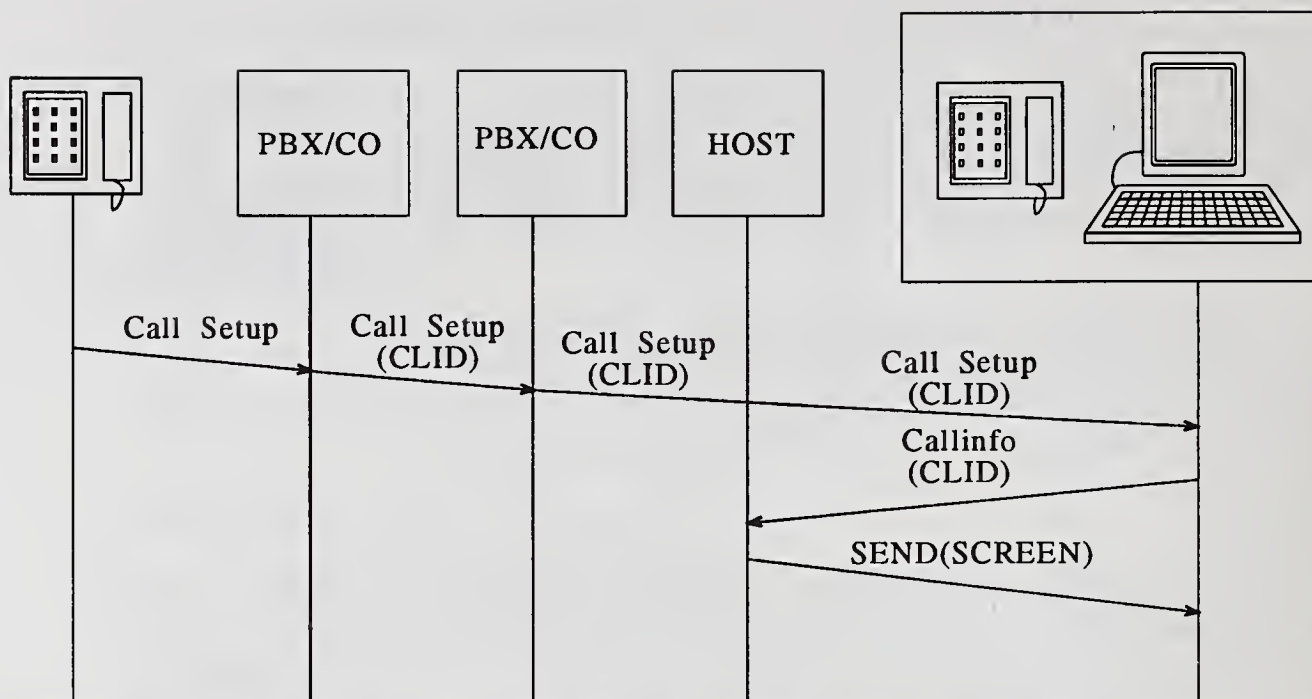 PBX/CO
PBX/CO
HOST
Call Setup
Call Setup
(CLID)
Call Setup
(CLID)
Call Setup
(CLID)
Callinfo
(CLID)
SEND(SCREEN)